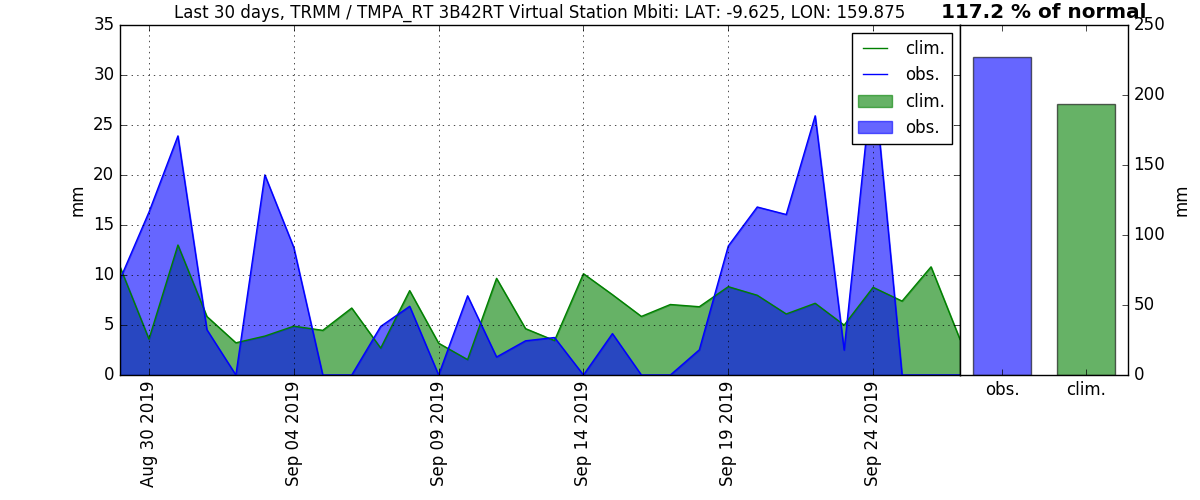 Last 30 days, TRMM / TMPA_RT 3B42RT Virtual Station Mbiti: LAT: -9.625, LON: 159.875
117.2 % of normal
35
30
25
20
15
10
5
0
mm
clim.
obs.
clim.
obs.
Aug 30 2019
Sep 04 2019
Sep 09 2019
Sep 14 2019
Sep 19 2019
Sep 24 2019
250
200
150
100
50
0
mm
obs.
clim.